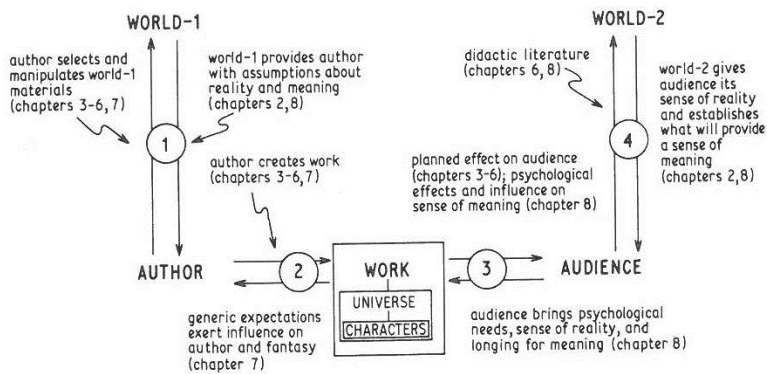 WORLD-1
author selects and
manipulates world-1
materials
(chapters 3-6,7)
world-1 provides author
with assumptions about
reality and meaning
(chapters 2,8)
1
author creates work
(chapters 3-6,7)
AUTHOR
2
generic expectations
exert influence on
author and fantasy
(chapter 7)
WORK
UNIVERSE
CHARACTERS
planned effect on audience
(chapters 3-6); psychological
effects and influence on
sense of meaning (chapter 8)
3
audience brings psychological
needs, sense of reality, and
longing for meaning (chapter 8)
AUDIENCE
WORLD-2
didactic literature
(chapters 6,8)
4
world-2 gives
audience its
sense of reality
and establishes
what will provide
a sense of
meaning
(chapters 2,8)